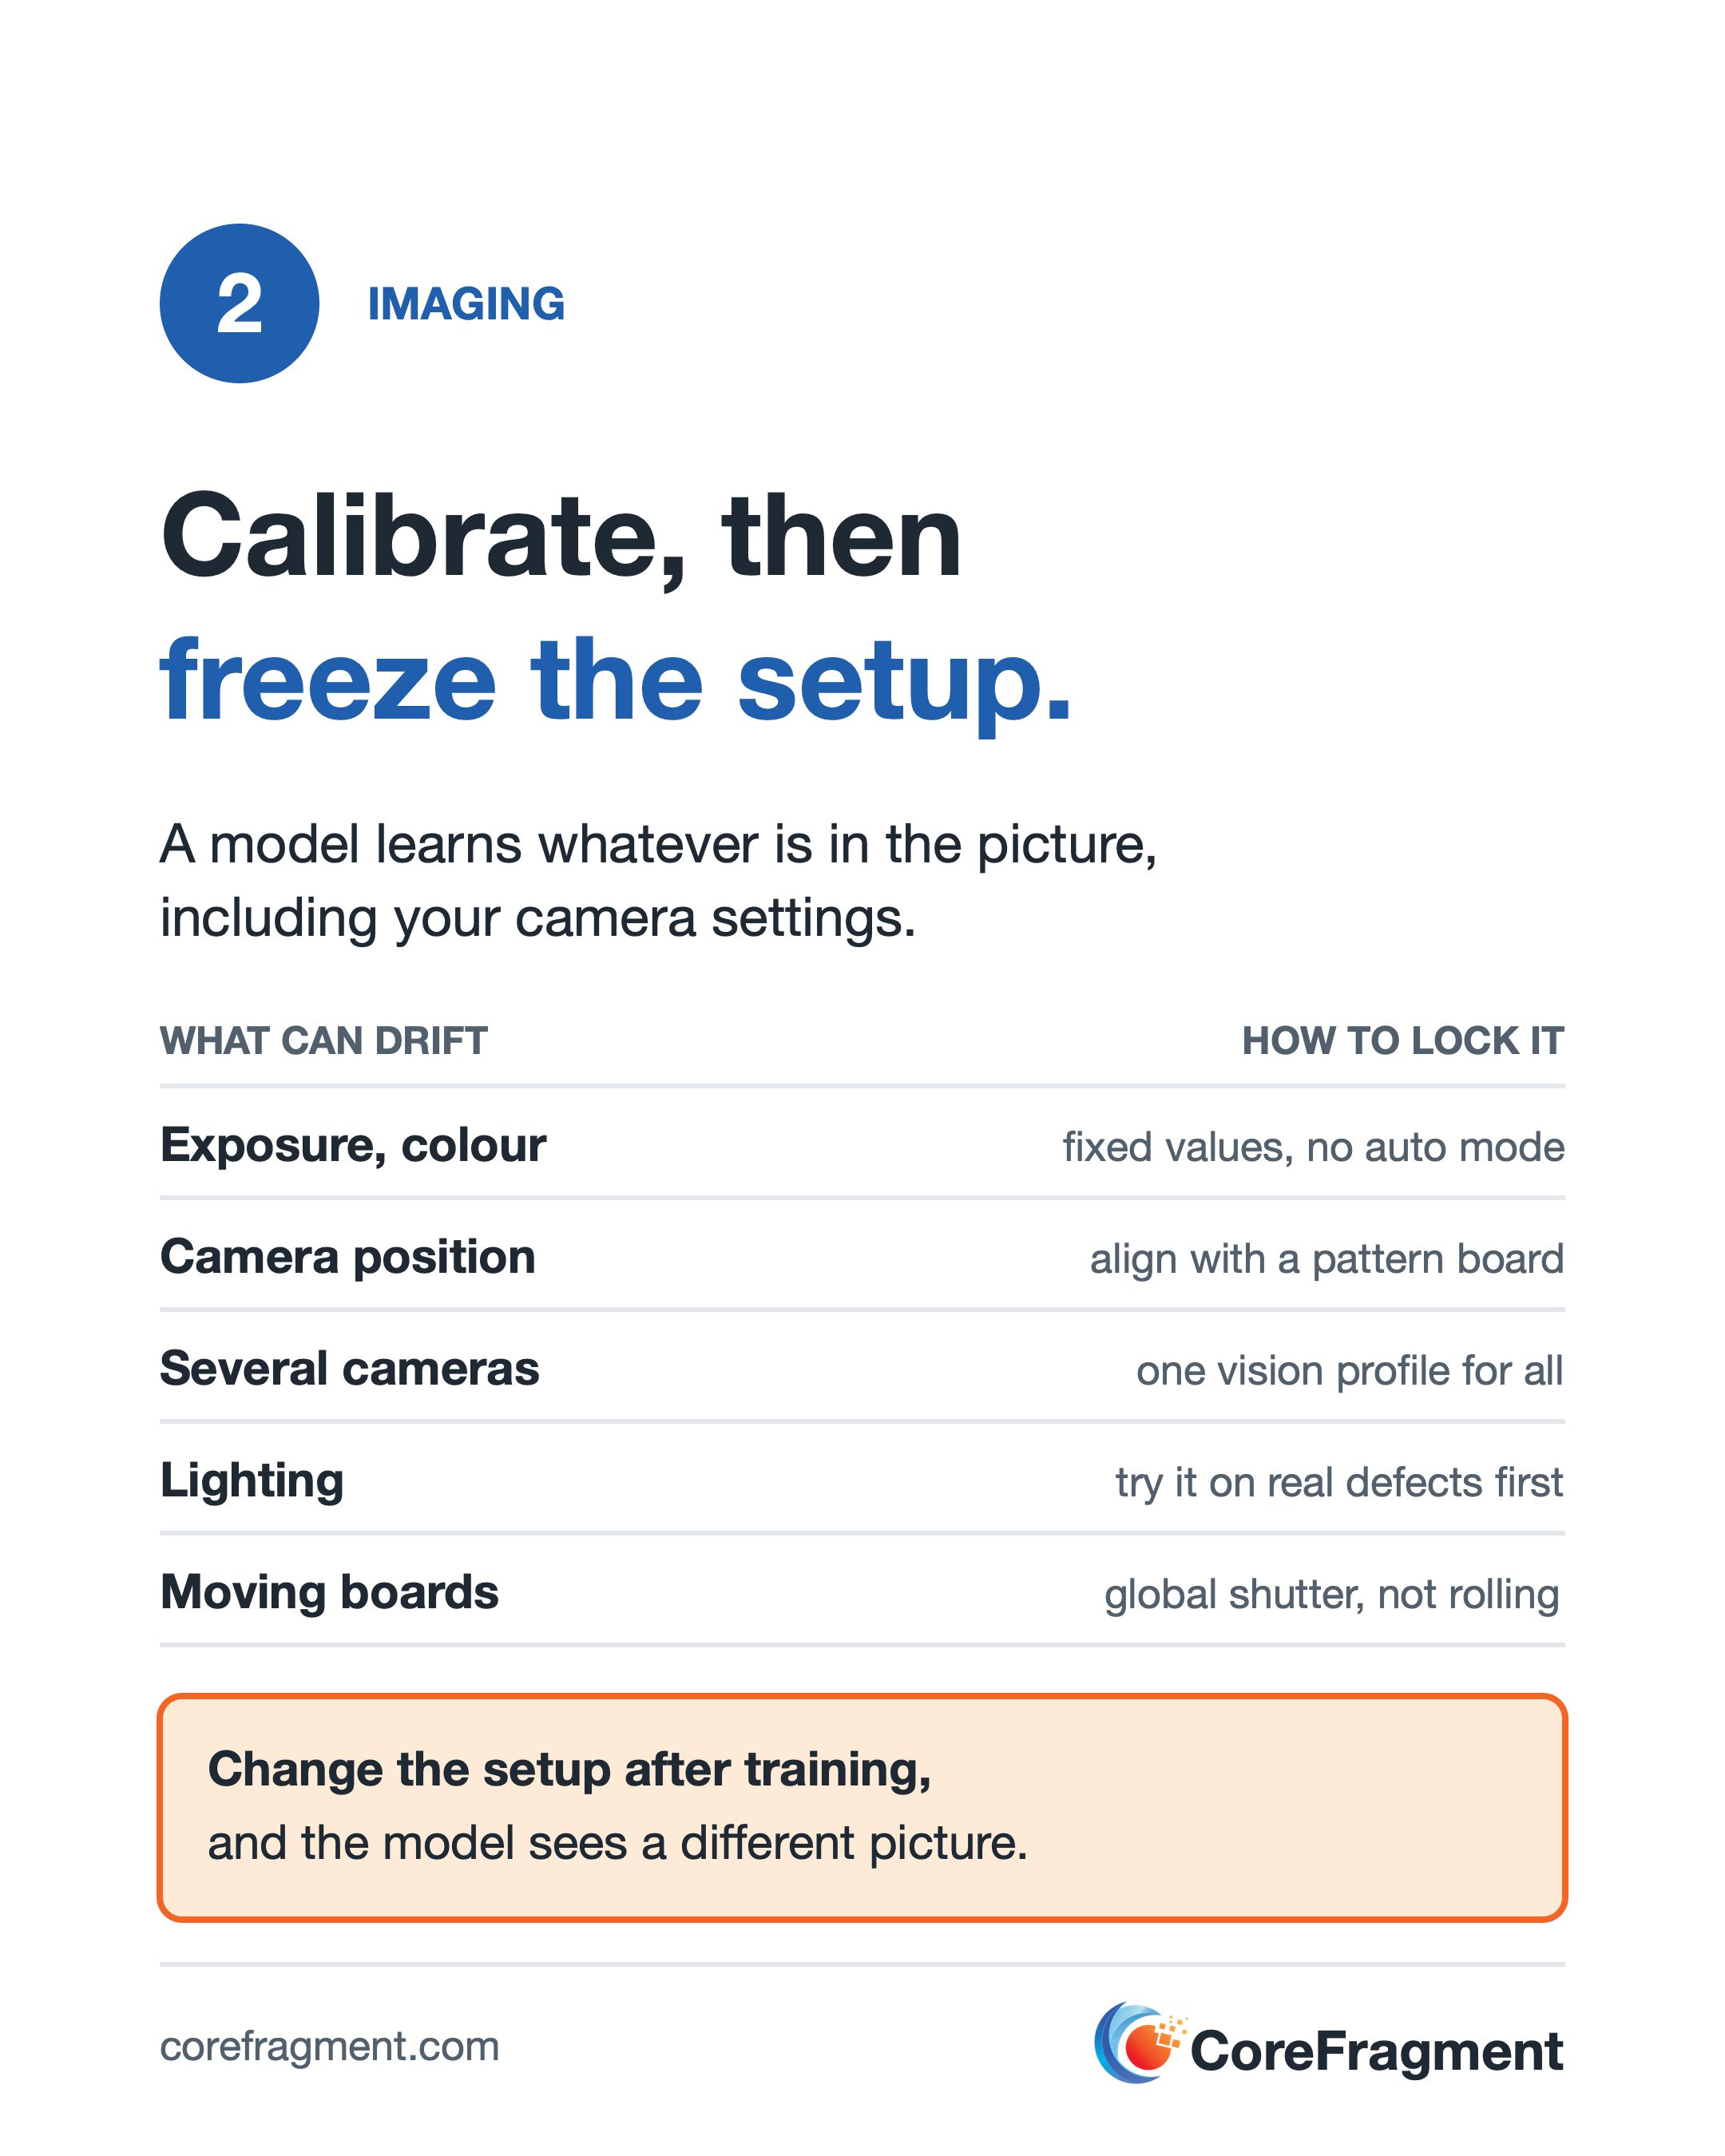 2
IMAGING
Calibrate, then
freeze the setup.
A model learns whatever is in the picture,
including your camera settings.
WHAT CAN DRIFT HOW TO LOCK IT
Exposure, colour fixed values, no auto mode
Camera position align with a pattern board
Several cameras one vision profile for all
Lighting try it on real defects first
Moving boards global shutter, not rolling
Change the setup after training,
and the model sees a different picture.
corefragment.com CoreFragment